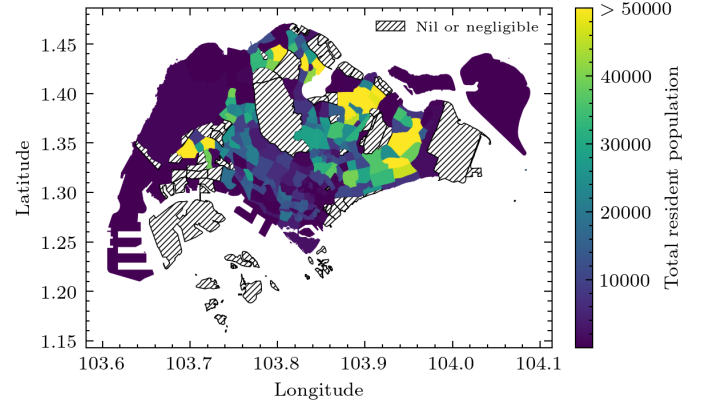 Nil or negligible
1.45
1.40
1.35
1.30
1.25
1.20
1.15
Latitude
103.6 103.7 103.8 103.9 104.0 104.1
Longitude
> 50000
40000
30000
20000
10000
Total resident population